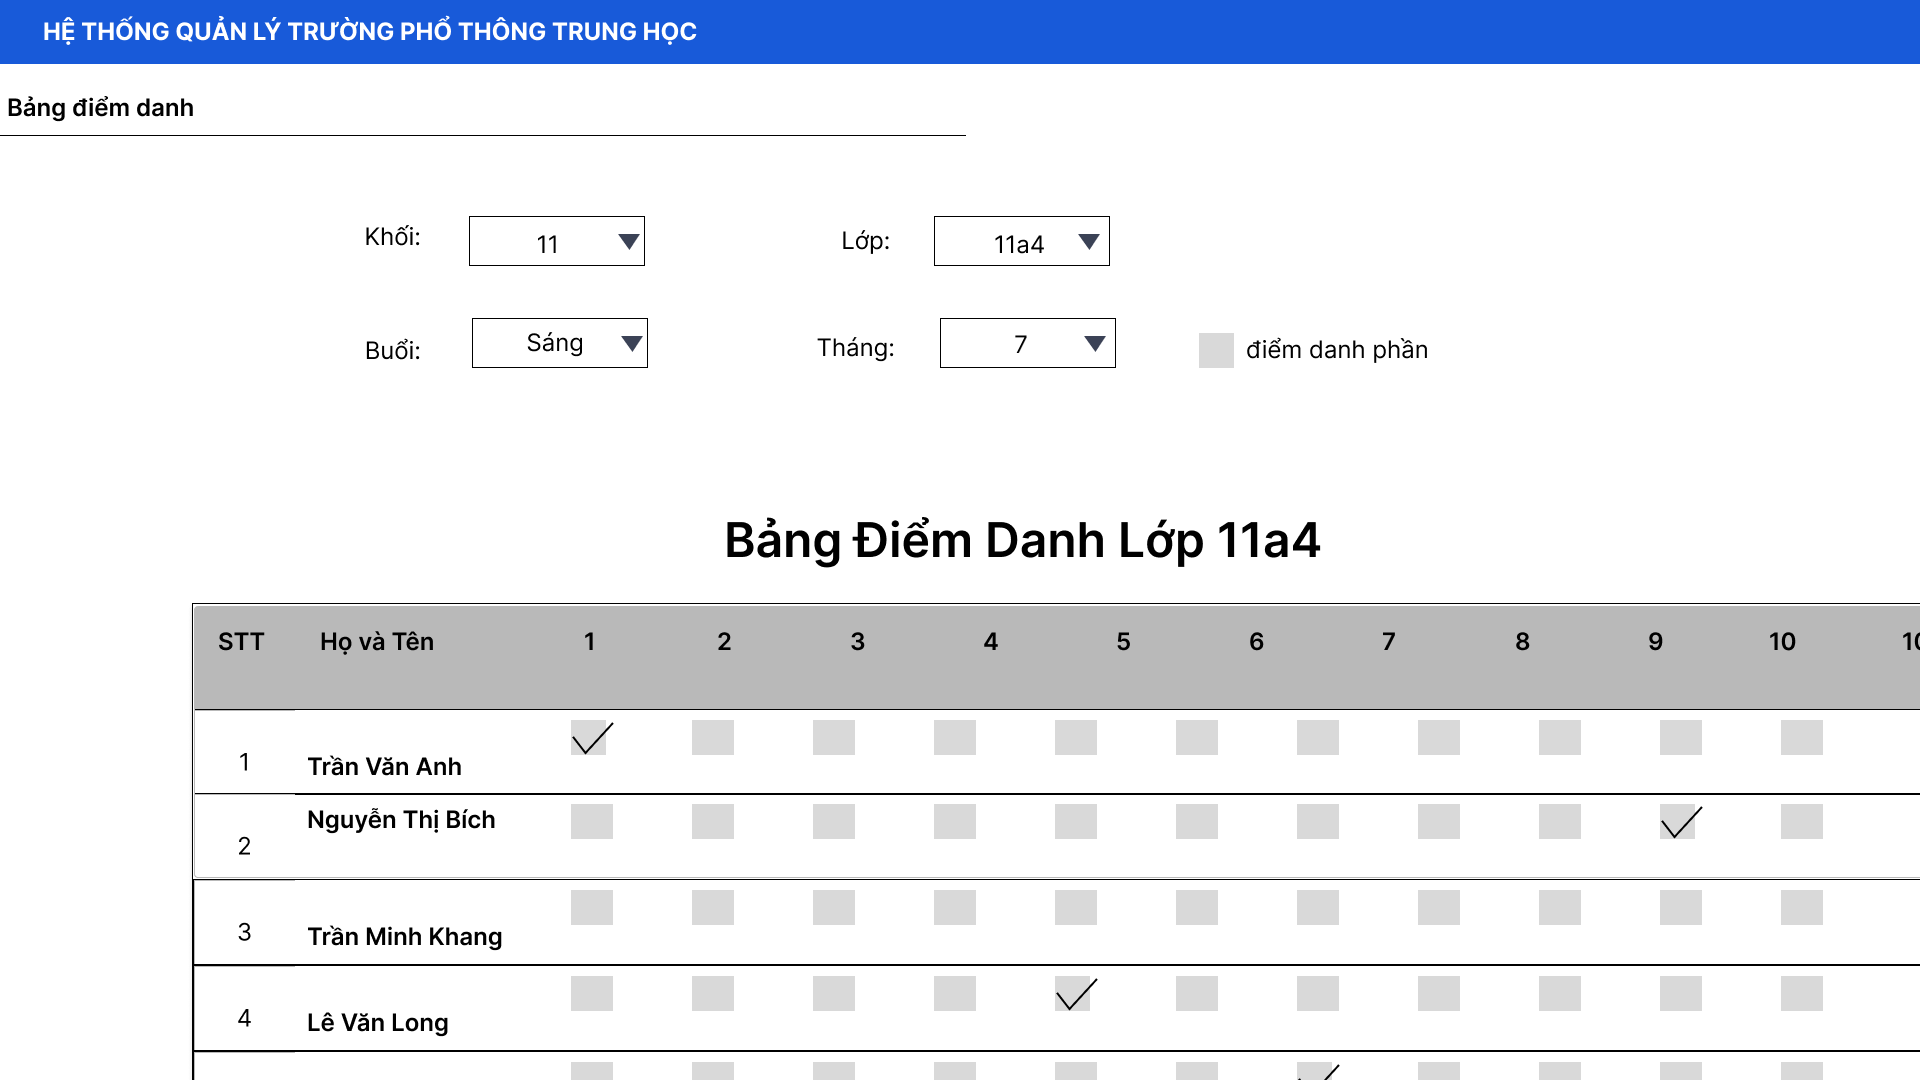 HỆ THỐNG QUẢN LÝ TRƯỜNG PHỔ THÔNG TRUNG HỌC
Bảng điểm danh
Khối: 11 Lớp: 11a4
Buổi: Sáng Tháng: 7 điểm danh phần
Bảng Điểm Danh Lớp 11a4
STT Họ và Tên 1 2 3 4 5 6 7 8 9 10
1 Trần Văn Anh
2 Nguyễn Thị Bích
3 Trần Minh Khang
4 Lê Văn Long